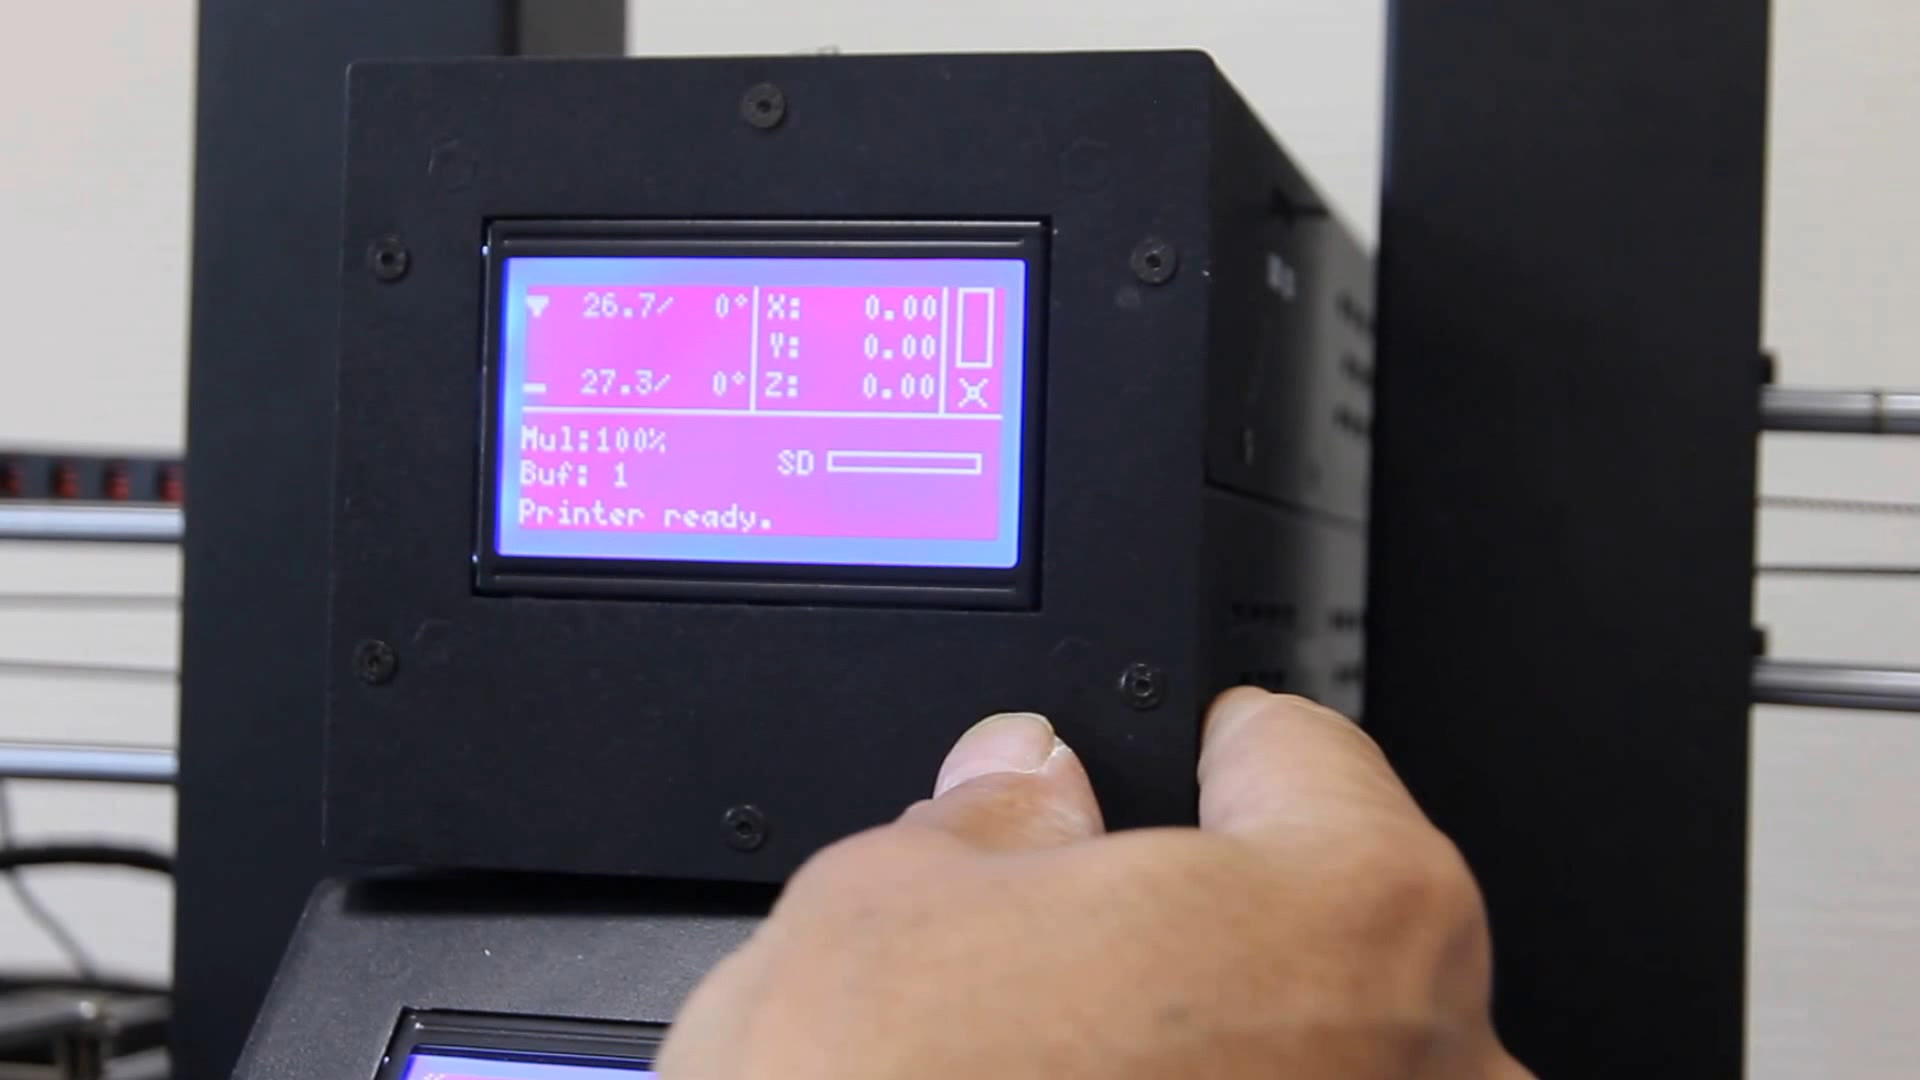 26.7/ 0° X: 0.00
Y: 0.00
27.3/ 0° Z: 0.00
Mul:100%
Buf: 1 SD
Printer ready.